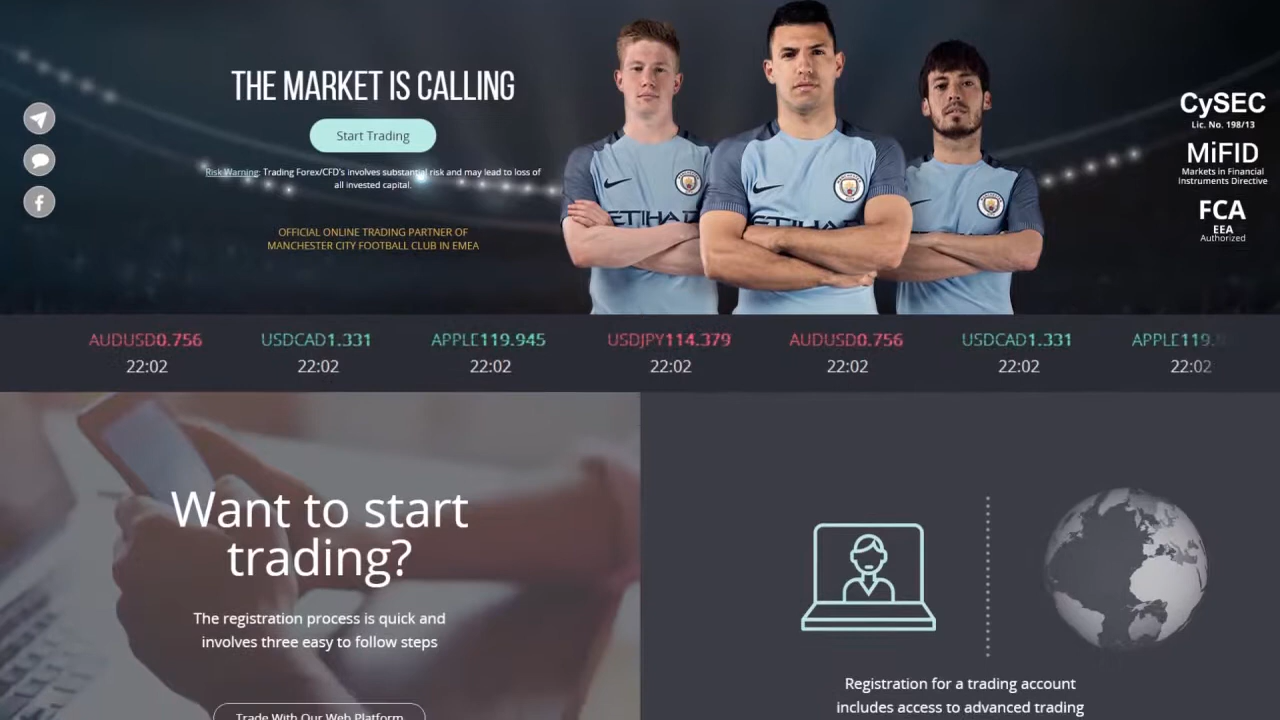 THE MARKET IS CALLING
Start Trading
Risk Warning: Trading Forex/CFD's involves substantial risk and may lead to loss of
all invested capital.
OFFICIAL ONLINE TRADING PARTNER OF
MANCHESTER CITY FOOTBALL CLUB IN EMEA
ETIHAD
ETIHAD
ETIHAD
CySEC
Lic. No. 198/13
MiFID
Markets in Financial
Instruments Directive
FCA
EEA
Authorized
AUDUSD0.756 USDCAD1.331 APPLE119.945 USDJPY114.379 AUDUSD0.756 USDCAD1.331 APPLE119.
22:02 22:02 22:02 22:02 22:02 22:02 22:02
Want to start
trading?
The registration process is quick and
involves three easy to follow steps
Trade With Our Web Platform
Registration for a trading account
includes access to advanced trading